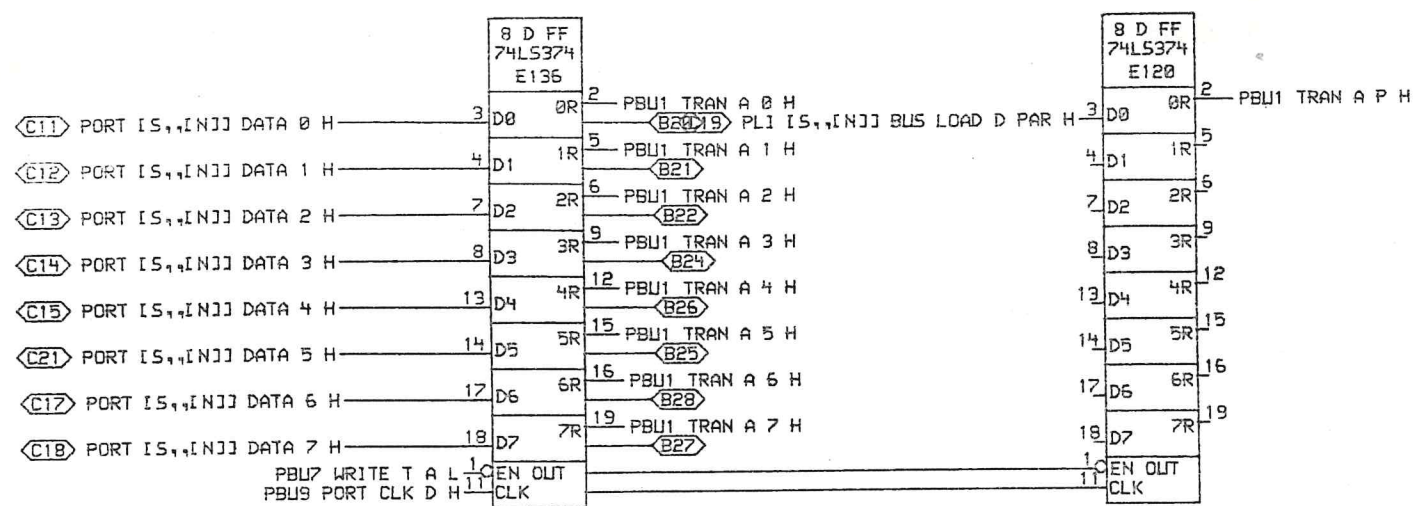 8 D FF
74LS374
E136
8 D FF
74LS374
E120
<C11> PORT [S,,[N]] DATA 0 H 3 D0 0R 2 PBU1 TRAN A 0 H
<C19> PLI [S,,[N]] BUS LOAD D PAR H 3 D0 0R 2 PBU1 TRAN A P H
<C12> PORT [S,,[N]] DATA 1 H 4 D1 1R 5 PBU1 TRAN A 1 H
<B21>
4 D1 1R 5
<C13> PORT [S,,[N]] DATA 2 H 7 D2 2R 6 PBU1 TRAN A 2 H
<B22>
7 D2 2R 6
<C14> PORT [S,,[N]] DATA 3 H 8 D3 3R 9 PBU1 TRAN A 3 H
<B24>
8 D3 3R 9
<C15> PORT [S,,[N]] DATA 4 H 13 D4 4R 12 PBU1 TRAN A 4 H
<B26>
13 D4 4R 12
<C21> PORT [S,,[N]] DATA 5 H 14 D5 5R 15 PBU1 TRAN A 5 H
<B25>
14 D5 5R 15
<C17> PORT [S,,[N]] DATA 6 H 17 D6 6R 16 PBU1 TRAN A 6 H
<B28>
17 D6 6R 16
<C18> PORT [S,,[N]] DATA 7 H 18 D7 7R 19 PBU1 TRAN A 7 H
<B27>
18 D7 7R 19
PBU7 WRITE T A L 1 EN OUT
1 EN OUT
PBU9 PORT CLK D H 11 CLK
11 CLK